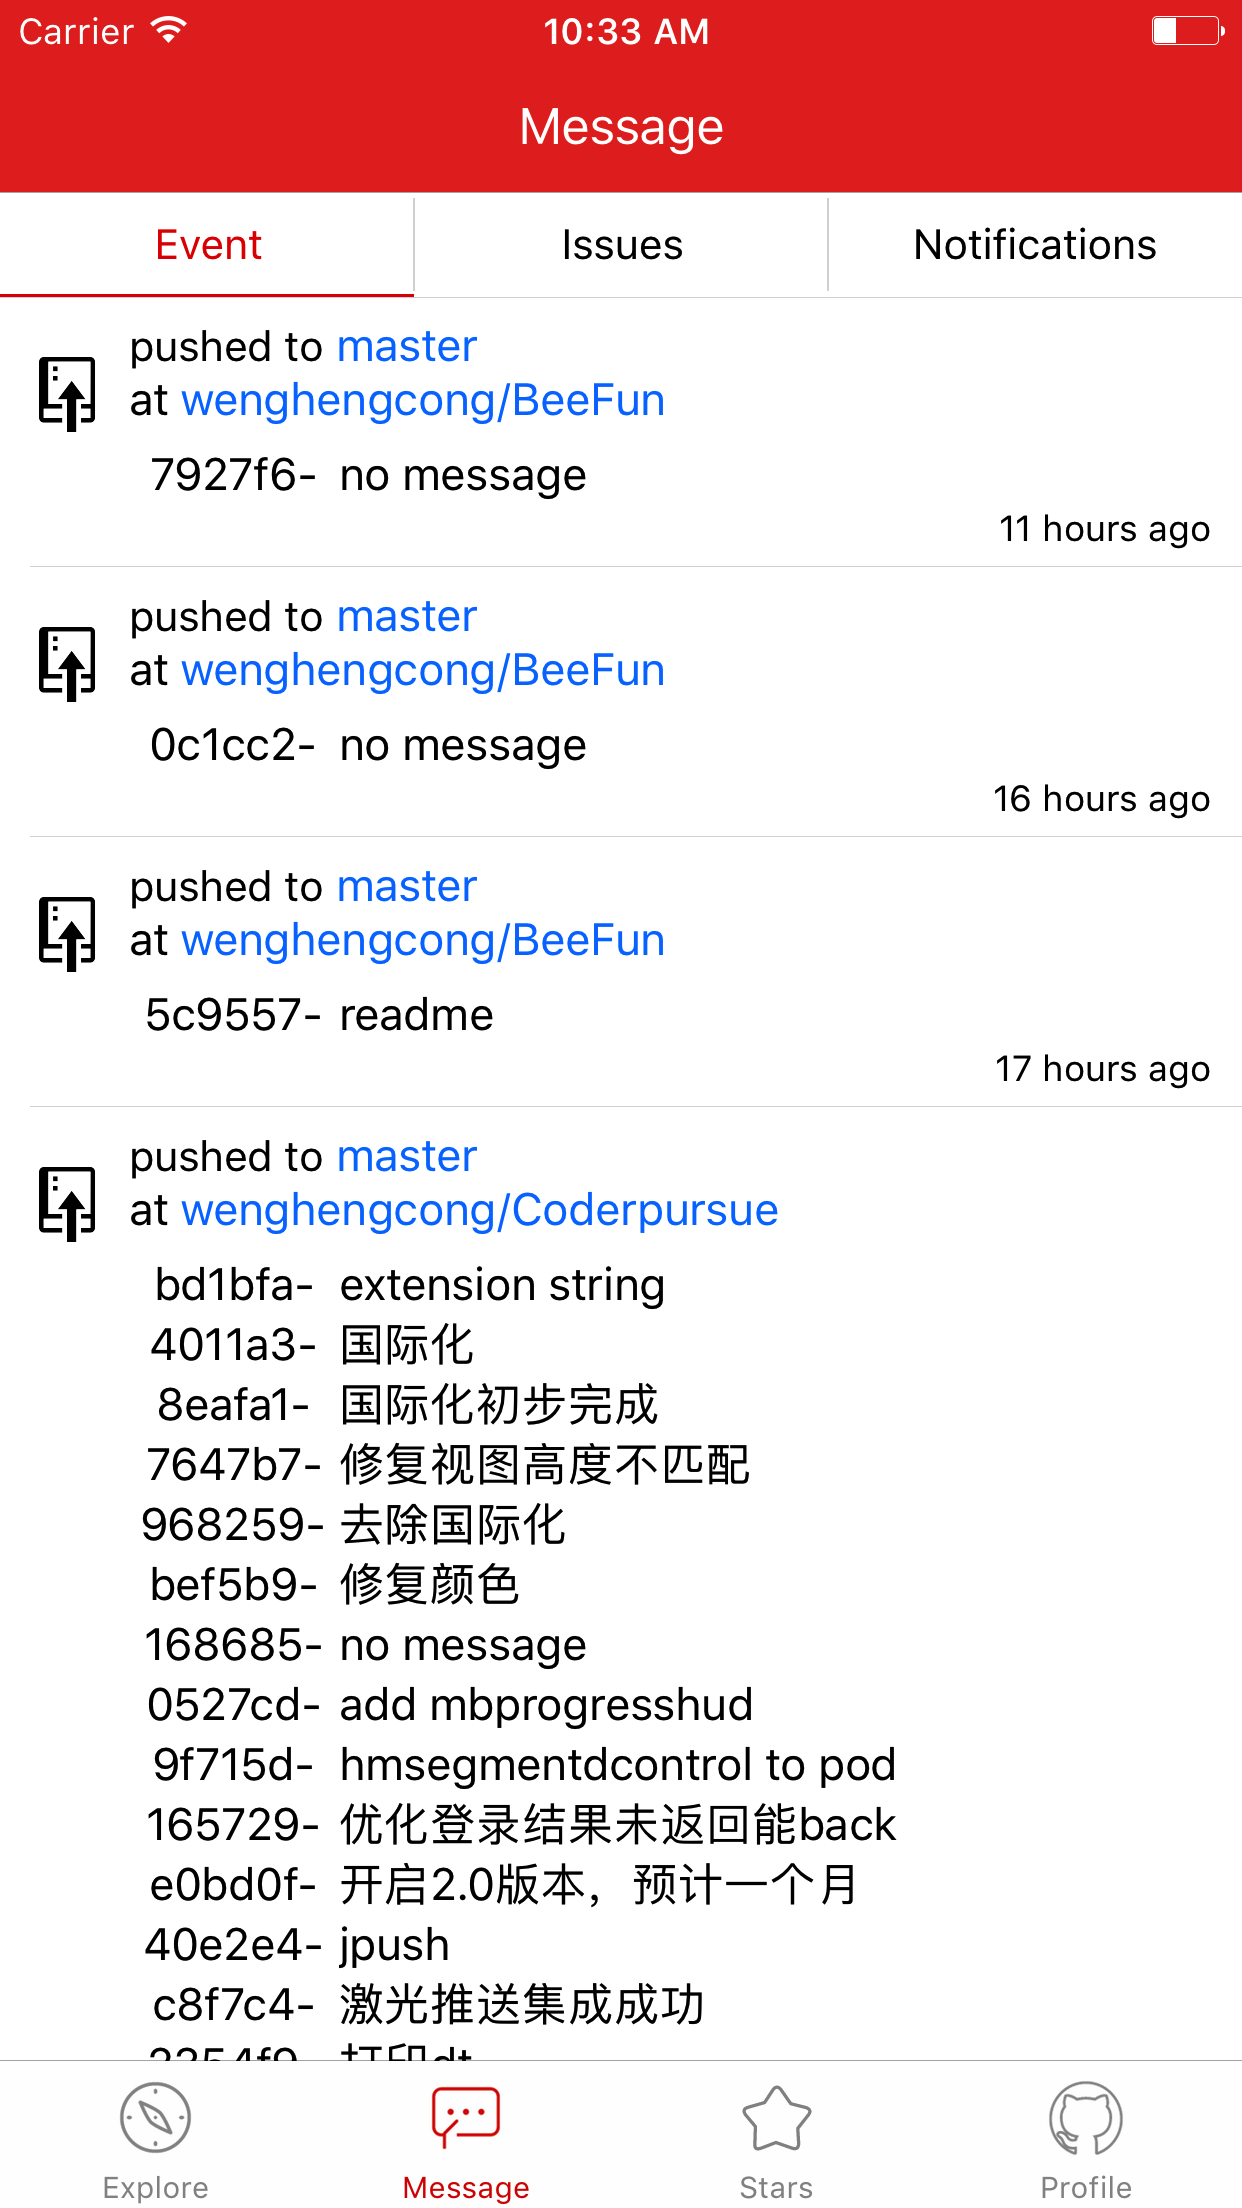 Carrier 10:33 AM
Message
Event Issues Notifications
pushed to master
at wenghengcong/BeeFun
7927f6- no message
11 hours ago
pushed to master
at wenghengcong/BeeFun
0c1cc2- no message
16 hours ago
pushed to master
at wenghengcong/BeeFun
5c9557- readme
17 hours ago
pushed to master
at wenghengcong/Coderpursue
bd1bfa- extension string
4011a3- 国际化
8eafa1- 国际化初步完成
7647b7- 修复视图高度不匹配
968259- 去除国际化
bef5b9- 修复颜色
168685- no message
0527cd- add mbprogresshud
9f715d- hmsegmentdcontrol to pod
165729- 优化登录结果未返回能back
e0bd0f- 开启2.0版本，预计一个月
40e2e4- jpush
c8f7c4- 激光推送集成成功
Explore Message Stars Profile